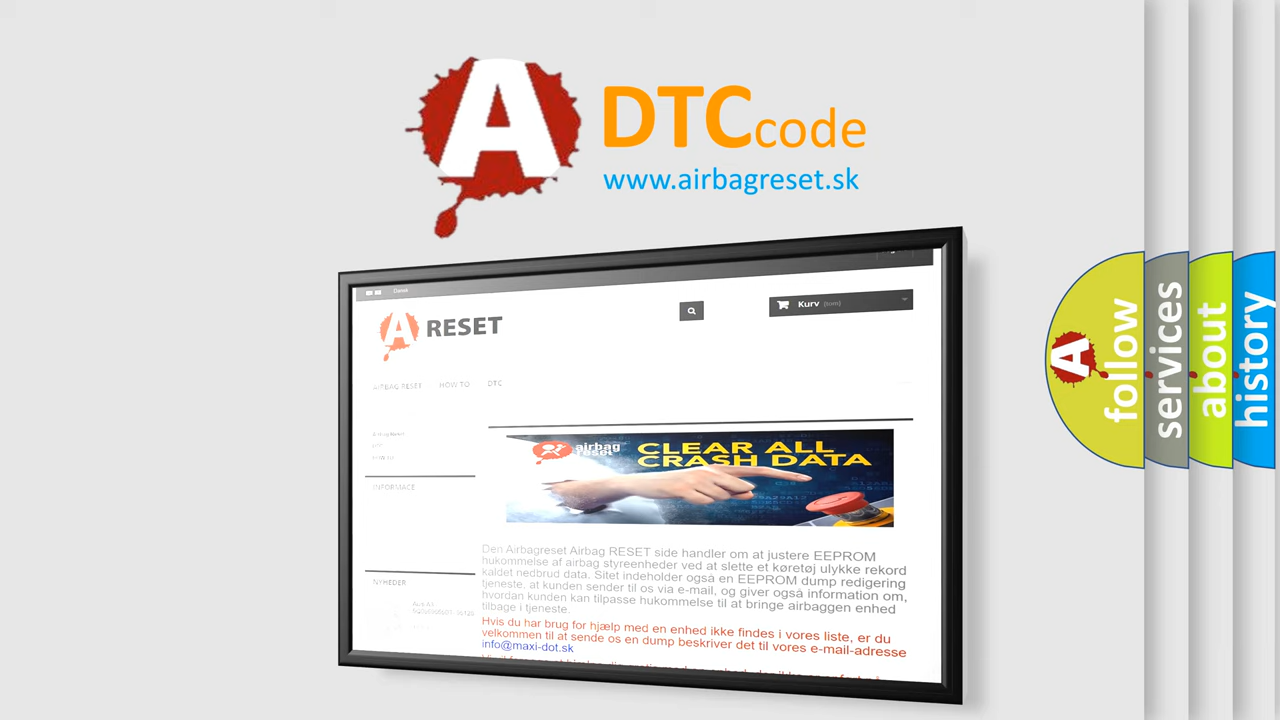 A
DTCcode
www.airbagreset.sk
Dansk
A RESET
Kurv (tom)
AIRBAG RESET HOW TO DTC
INFORMACE
airbag
reset
CLEAR ALL
CRASH DATA
Den Airbagreset Airbag RESET side handler om at justere EEPROM
hukommelse af airbag styreenheder ved at slette et køretøj ulykke rekord
kaldet nedbrud data. Sitet indeholder også en EEPROM dump redigering
tjeneste, at kunden sender til os via e-mail, og giver også information om,
hvordan kunden kan tilpasse hukommelse til at bringe airbaggen enhed
tilbage i tjeneste.
Hvis du har brug for hjælp med en enhed ikke findes i vores liste, er du
velkommen til at sende os en dump beskriver det til vores e-mail-adresse
info@maxi-dot.sk
NYHEDER
A
follow
services
about
history